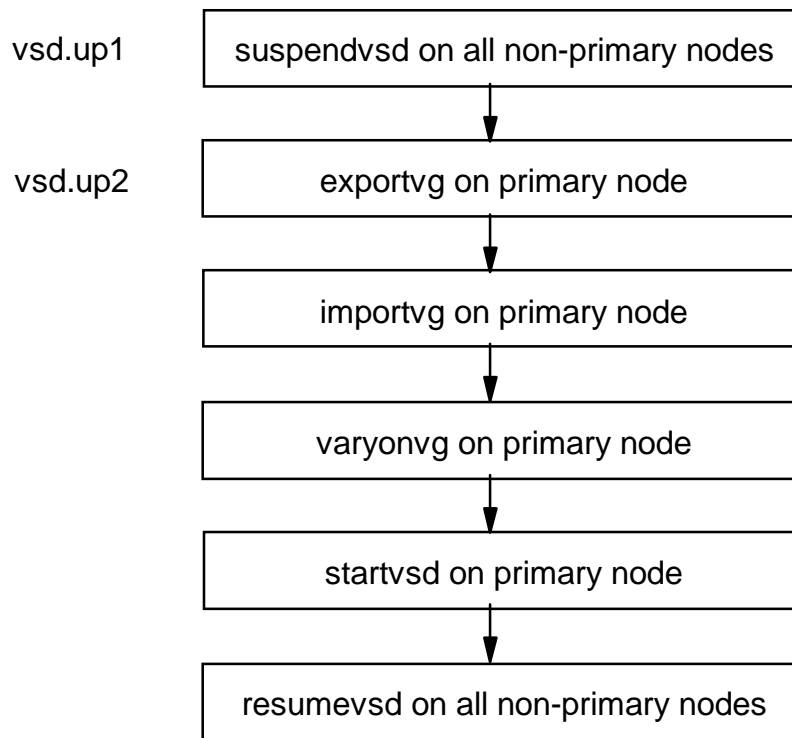 vsd.up1
suspendvsd on all non-primary nodes
vsd.up2
exportvg on primary node
importvg on primary node
varyonvg on primary node
startvsd on primary node
resumevsd on all non-primary nodes